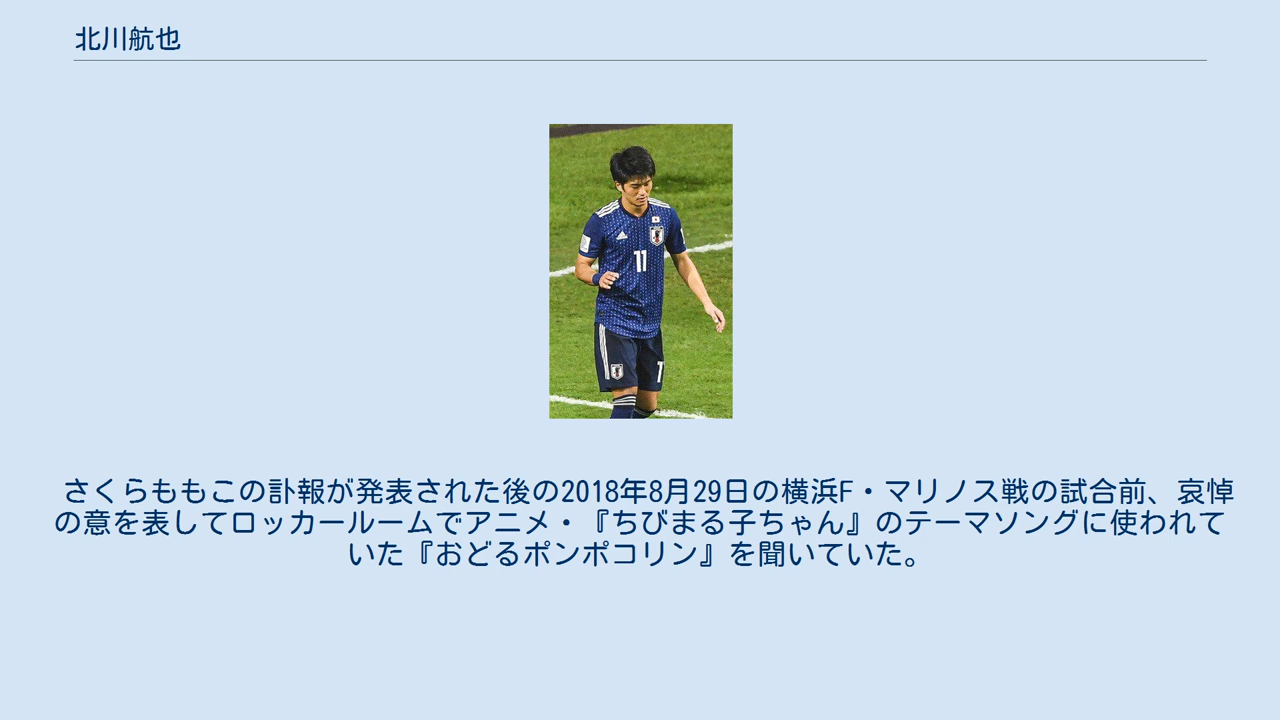 北川航也
11
さくらももこの訃報が発表された後の2018年8月29日の横浜F・マリノス戦の試合前、哀悼
の意を表してロッカールームでアニメ・『ちびまる子ちゃん』のテーマソングに使われて
いた『おどるポンポコリン』を聞いていた。